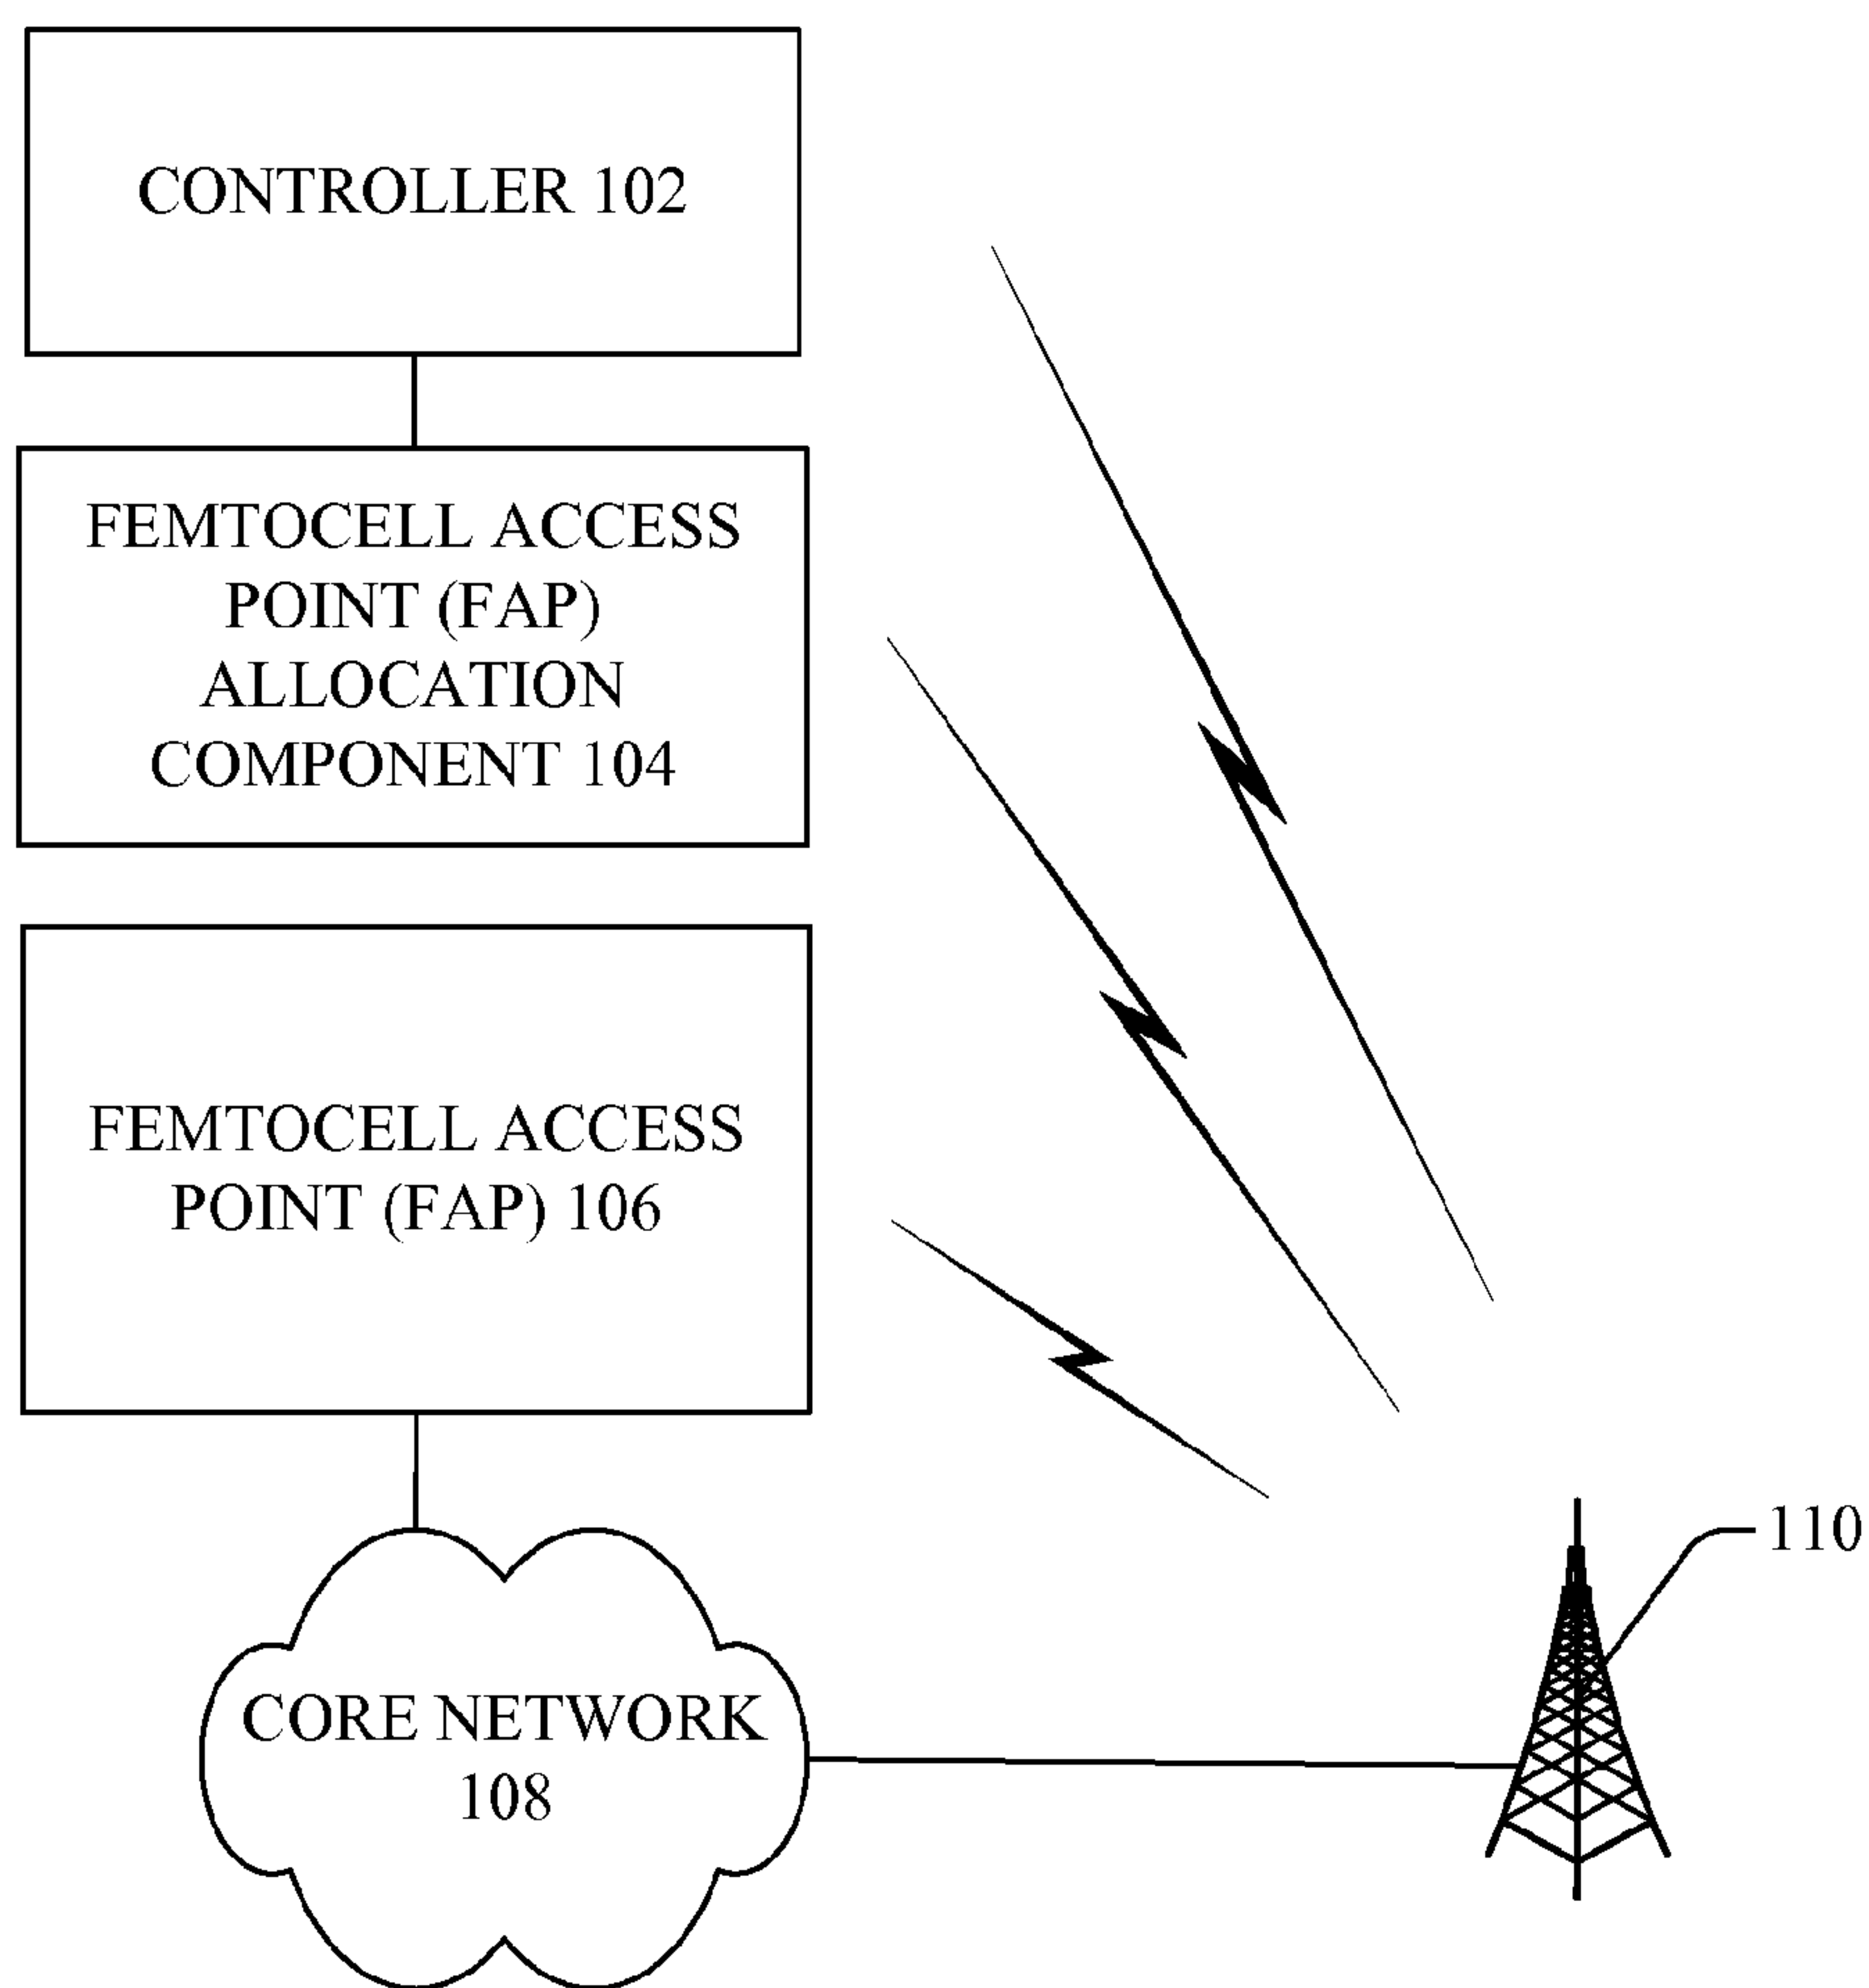 CONTROLLER 102
FEMTOCELL ACCESS
POINT (FAP)
ALLOCATION
COMPONENT 104
FEMTOCELL ACCESS
POINT (FAP) 106
110
CORE NETWORK
108